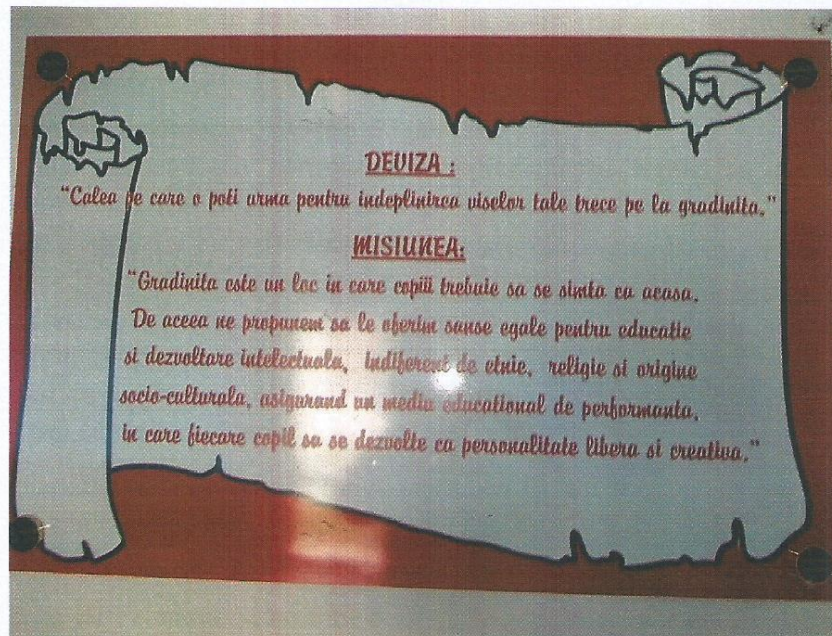 DEVIZA :
"Calea pe care o poti urma pentru indeplinirea viselor tale trece pe la gradinita."
MISIUNEA:
"Gradinita este un loc in care copiii trebuie sa se simta ca acasa.
De aceea ne propunem sa le oferim sanse egale pentru educatie
si dezvoltare intelectuala, indiferent de etnie, religie si origine
socio-culturala, asigurand un mediu educational de performanta,
in care fiecare copil sa se dezvolte ca personalitate libera si creativa."